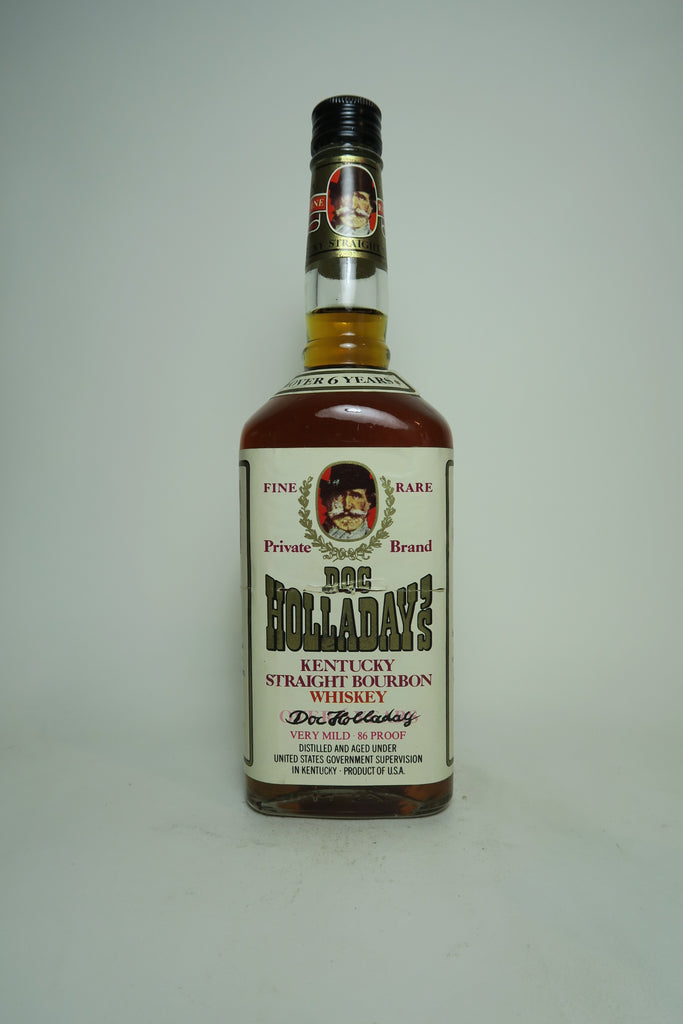 STRAIGHT
OVER 6 YEARS
FINE RARE
Private Brand
DOC
HOLLADAY'S
KENTUCKY
STRAIGHT BOURBON
WHISKEY
Doc Holladay
VERY MILD · 86 PROOF
DISTILLED AND AGED UNDER
UNITED STATES GOVERNMENT SUPERVISION
IN KENTUCKY · PRODUCT OF U.S.A.